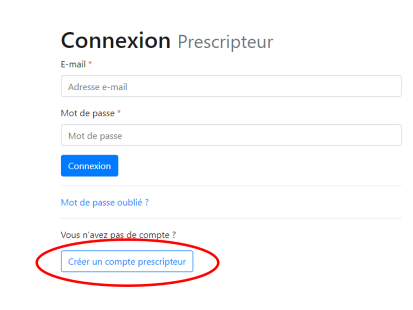 Connexion Prescripteur
E-mail *
Adresse e-mail
Mot de passe *
Mot de passe
Connexion
Mot de passe oublié ?
Vous n'avez pas de compte ?
Créer un compte prescripteur